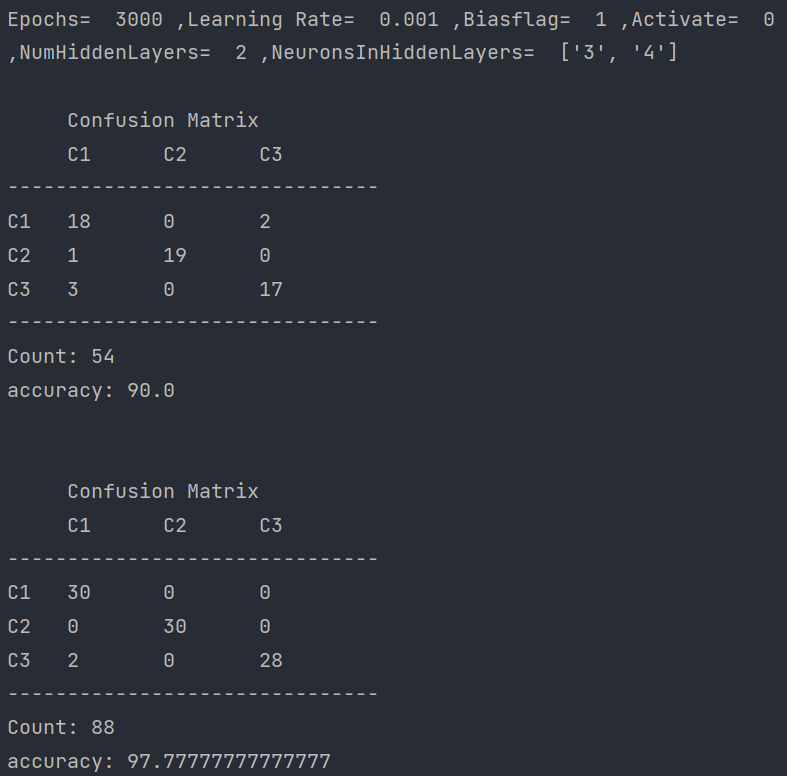 Epochs=  3000 ,Learning Rate=  0.001 ,Biasflag=  1 ,Activate=  0
,NumHiddenLayers=  2 ,NeuronsInHiddenLayers=  ['3', '4']
Confusion Matrix
C1 C2 C3
-------------------------------
C1 18 0 2
C2 1 19 0
C3 3 0 17
-------------------------------
Count: 54
accuracy: 90.0
Confusion Matrix
C1 C2 C3
-------------------------------
C1 30 0 0
C2 0 30 0
C3 2 0 28
-------------------------------
Count: 88
accuracy: 97.77777777777777